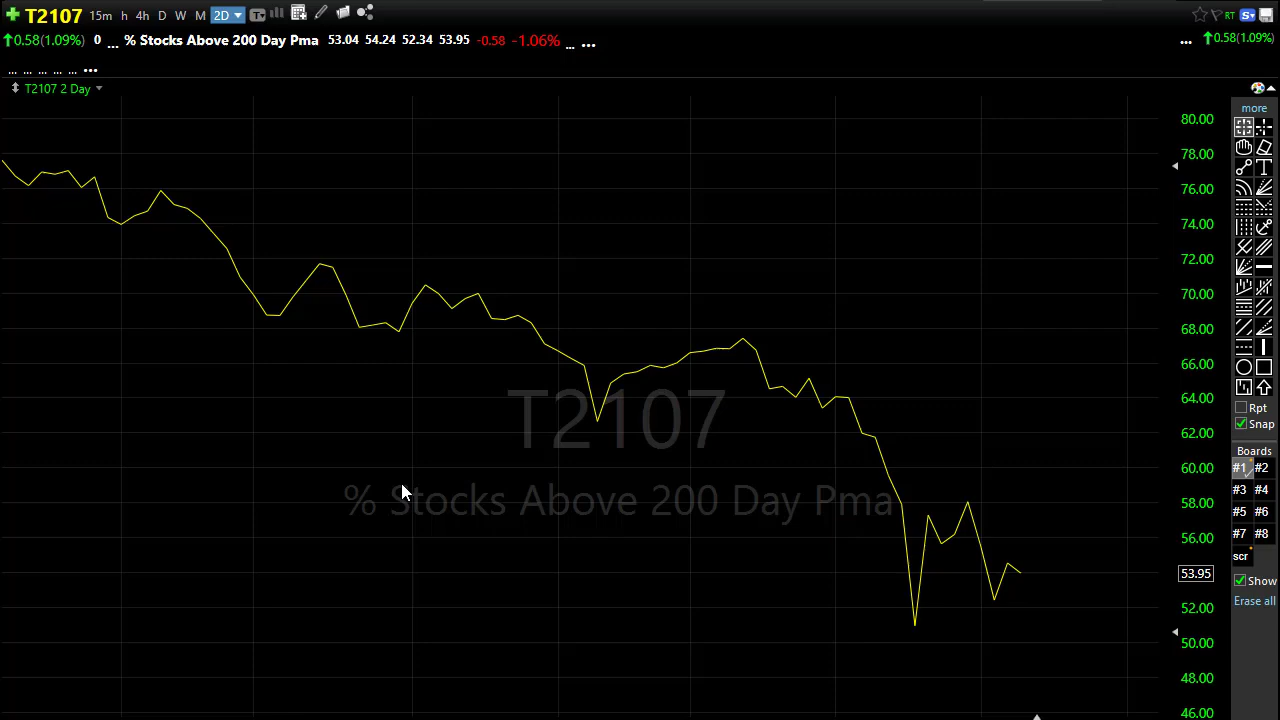 T2107 15m h 4h D W M 2D T RT S
0.58(1.09%) 0 ... % Stocks Above 200 Day Pma 53.04 54.24 52.34 53.95 -0.58 -1.06% ... ... ... 0.58(1.09%)
... ... ... ... ... ...
T2107 2 Day
more
80.00
78.00
76.00
74.00
72.00
70.00
68.00
66.00
64.00
62.00
60.00
58.00
56.00
53.95
52.00
50.00
48.00
46.00
T2107
% Stocks Above 200 Day Pma
T
Rpt
Snap
Boards
#1 #2
#3 #4
#5 #6
#7 #8
scr
Show
Erase all